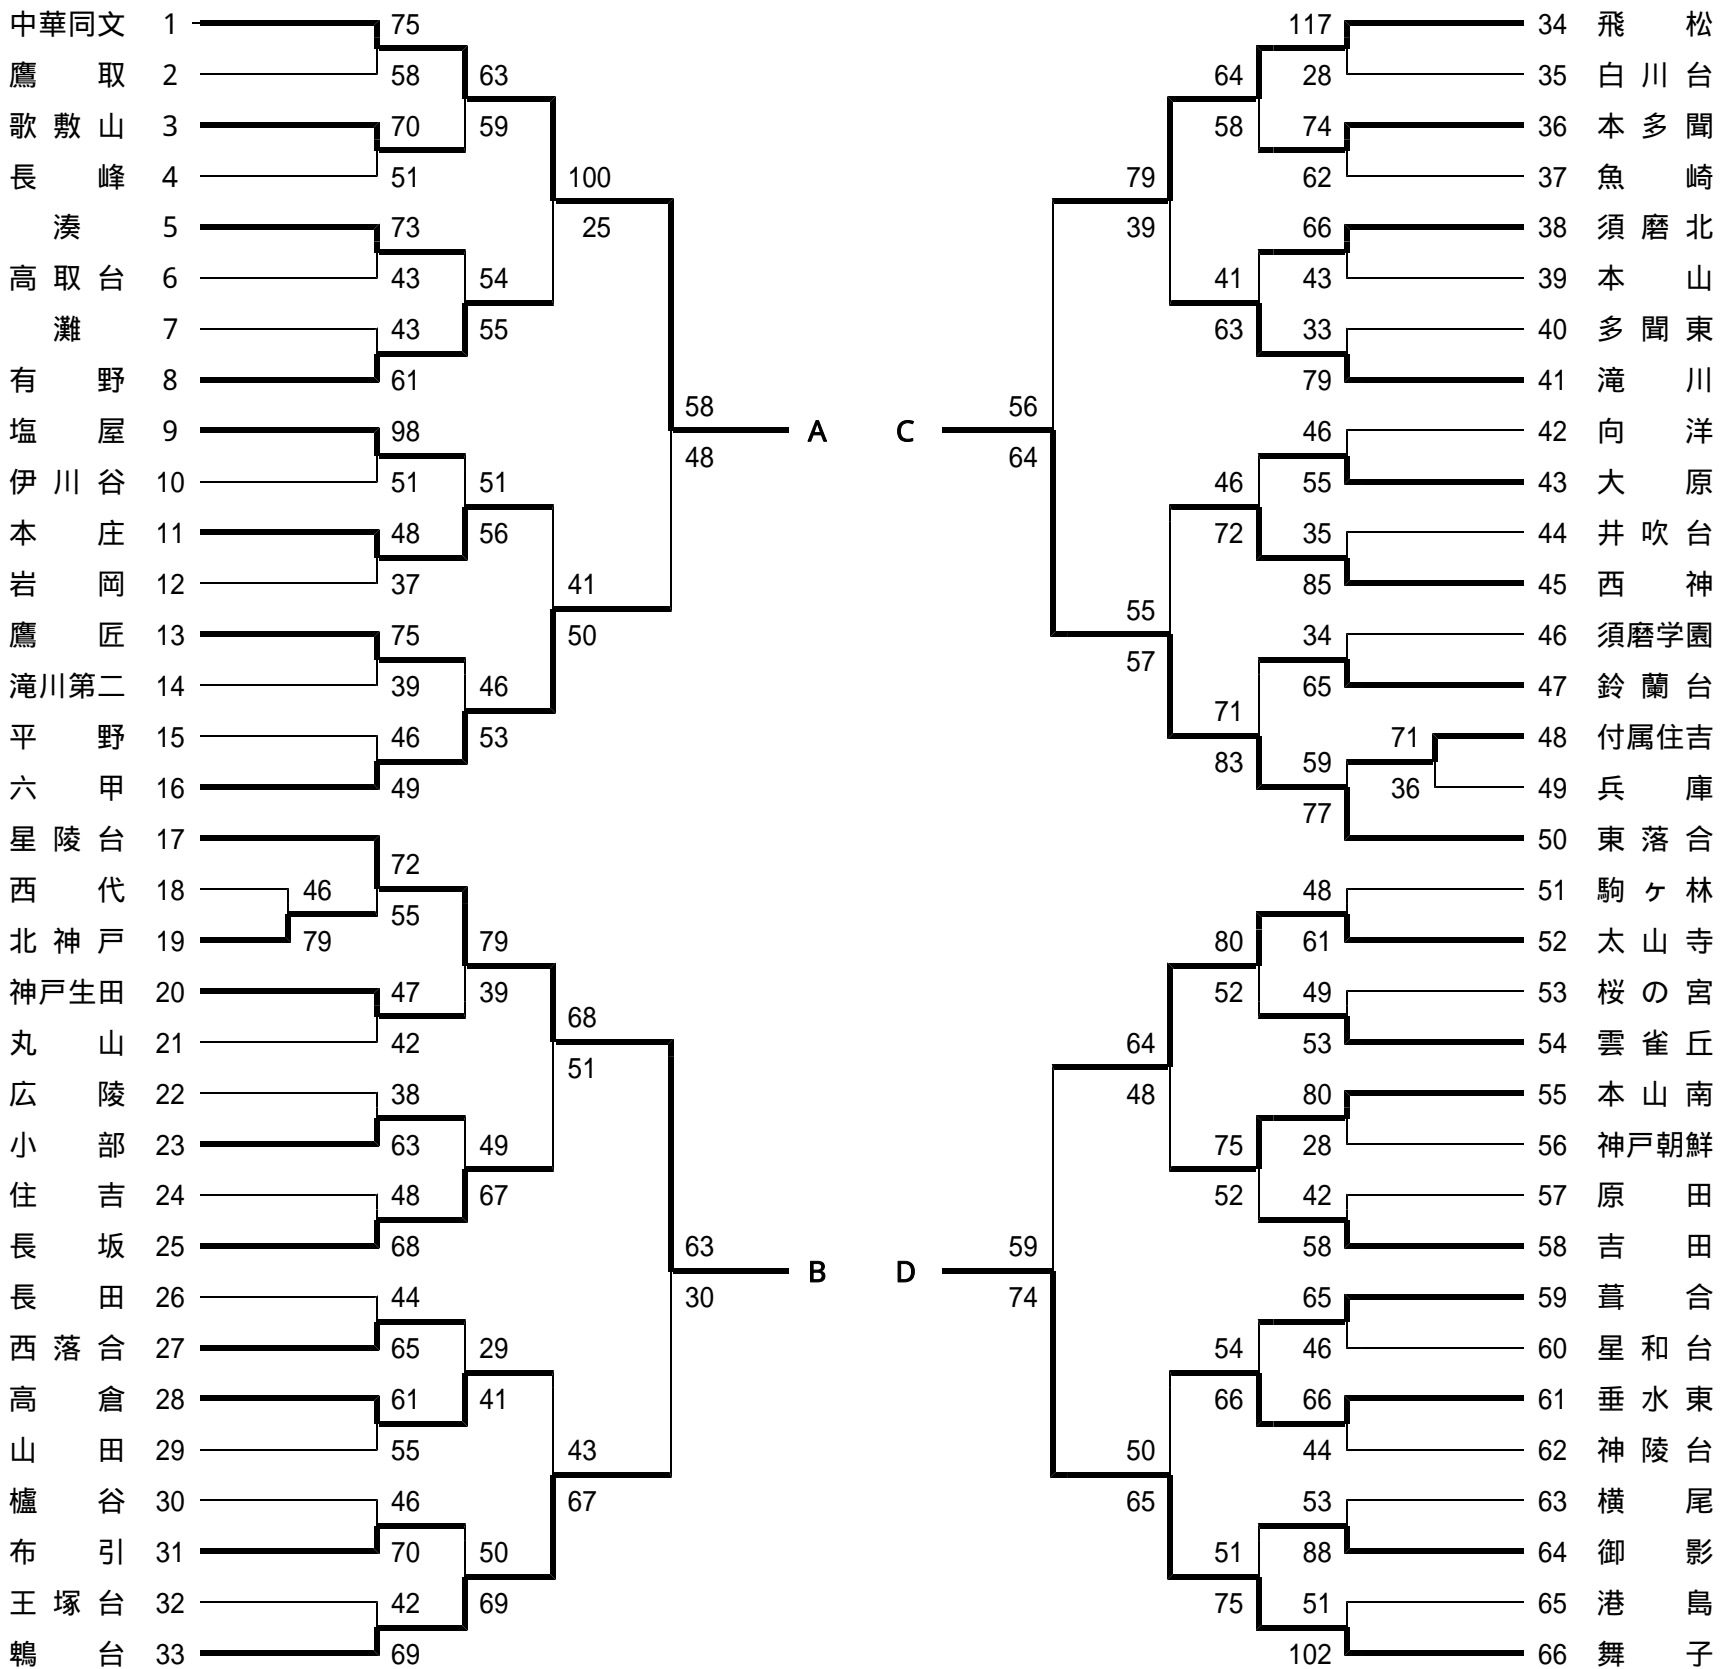 中華同文 1 75 117 34 飛松
鷹取 2 58 63 64 28 35 白川台
歌敷山 3 70 59 58 74 36 本多聞
長峰 4 51 100 79 62 37 魚崎
湊 5 73 25 39 66 38 須磨北
高取台 6 43 54 41 43 39 本山
灘 7 43 55 63 33 40 多聞東
有野 8 61 79 41 滝川
58 56
塩屋 9 98 A C 46 42 向洋
48 64
伊川谷 10 51 51 46 55 43 大原
本庄 11 48 56 72 35 44 井吹台
岩岡 12 37 41 85 45 西神
55
鷹匠 13 75 50 34 46 須磨学園
57
滝川第二 14 39 46 65 47 鈴蘭台
71
平野 15 46 53 71 48 付属住吉
83 59
六甲 16 49 36 49 兵庫
77
星陵台 17 50 東落合
72
西代 18 46 48 51 駒ヶ林
55
北神戸 19 79 79 80 61 52 太山寺
神戸生田 20 47 39 52 49 53 桜の宮
68
丸山 21 42 64 53 54 雲雀丘
51
広陵 22 38 48 80 55 本山南
小部 23 63 49 75 28 56 神戸朝鮮
住吉 24 48 67 52 42 57 原田
長坂 25 68 63 59 58 58 吉田
B D
長田 26 44 30 74 65 59 葺合
西落合 27 65 29 54 46 60 星和台
高倉 28 61 41 66 66 61 垂水東
山田 29 55 43 50 44 62 神陵台
櫨谷 30 46 67 65 53 63 横尾
布引 31 70 50 51 88 64 御影
王塚台 32 42 69 75 51 65 港島
鵯台 33 69 102 66 舞子